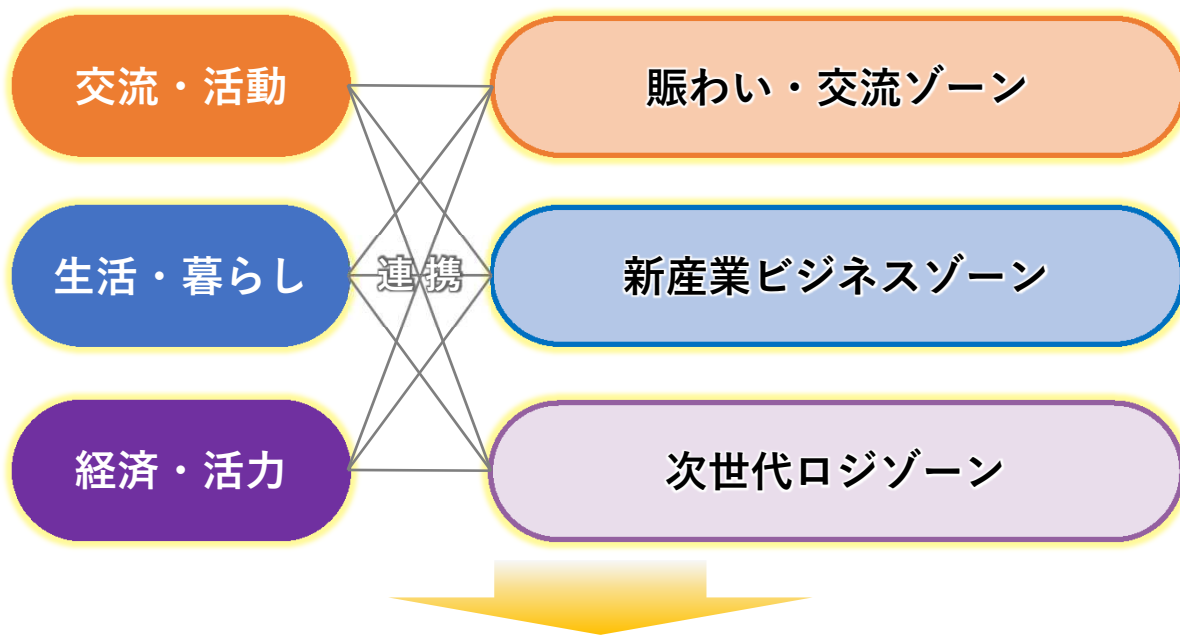 交流・活動
賑わい・交流ゾーン
生活・暮らし
連携
新産業ビジネスゾーン
経済・活力
次世代ロジゾーン